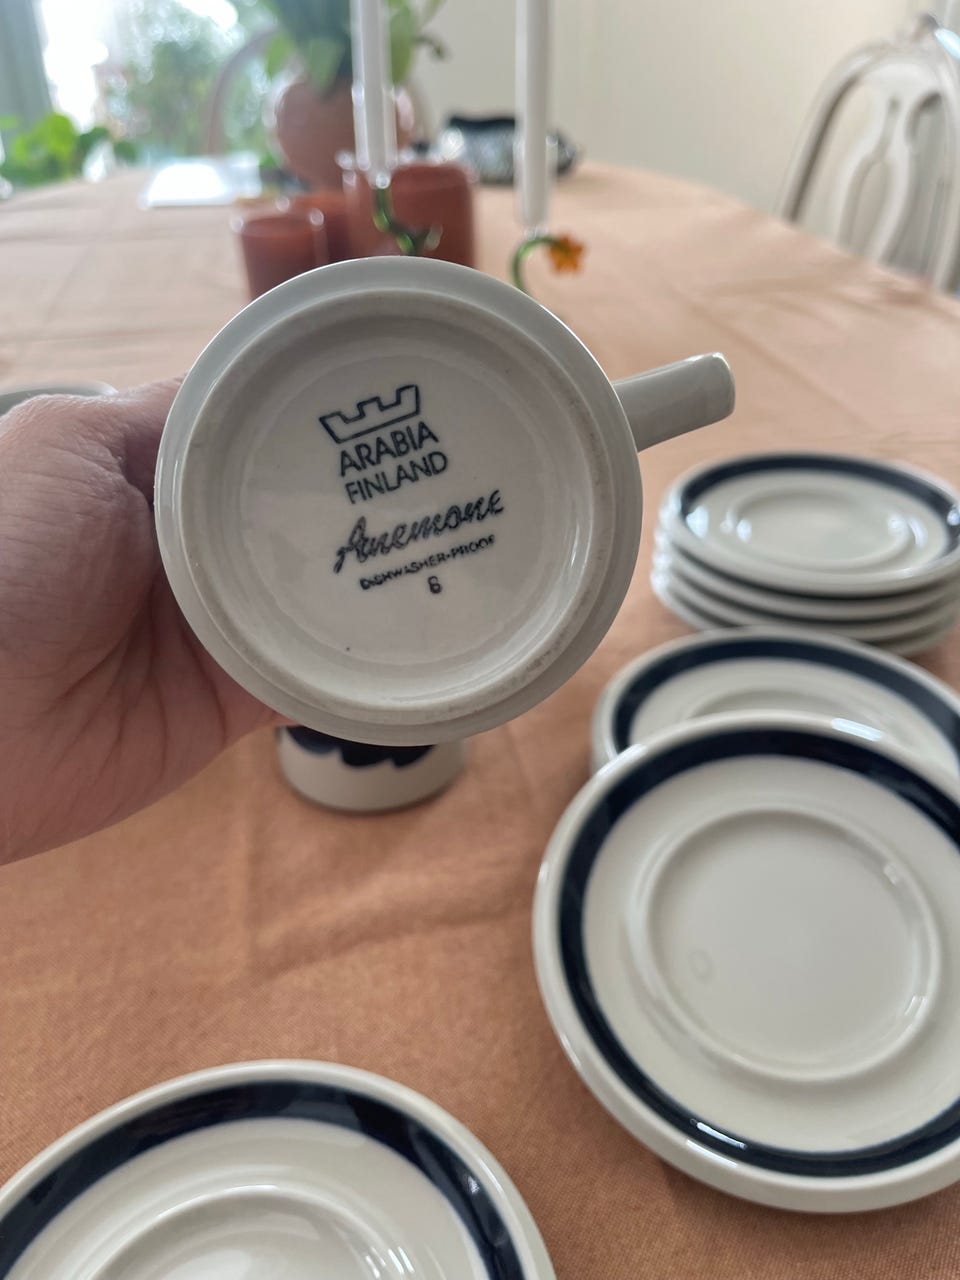 ARABIA
FINLAND
Anemone
DISHWASHER-PROOF
6